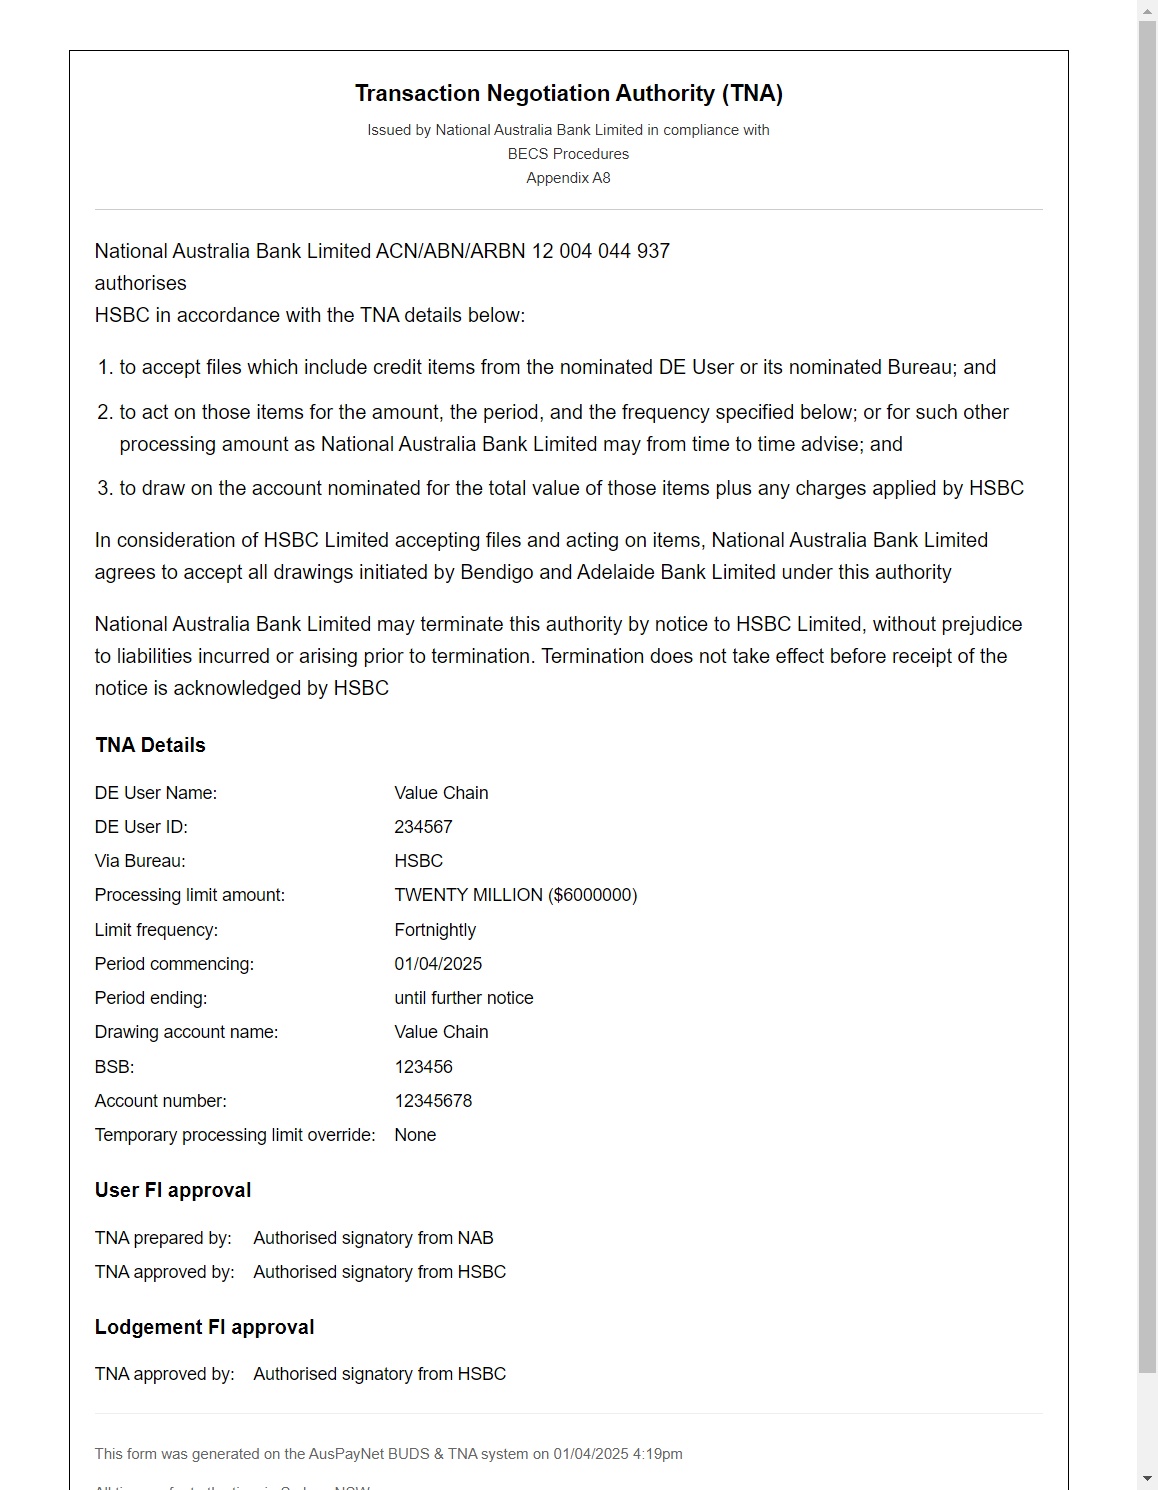 Transaction Negotiation Authority (TNA)
Issued by National Australia Bank Limited in compliance with
BECS Procedures
Appendix A8
National Australia Bank Limited ACN/ABN/ARBN 12 004 044 937
authorises
HSBC in accordance with the TNA details below:
1. to accept files which include credit items from the nominated DE User or its nominated Bureau; and
2. to act on those items for the amount, the period, and the frequency specified below; or for such other
processing amount as National Australia Bank Limited may from time to time advise; and
3. to draw on the account nominated for the total value of those items plus any charges applied by HSBC
In consideration of HSBC Limited accepting files and acting on items, National Australia Bank Limited
agrees to accept all drawings initiated by Bendigo and Adelaide Bank Limited under this authority
National Australia Bank Limited may terminate this authority by notice to HSBC Limited, without prejudice
to liabilities incurred or arising prior to termination. Termination does not take effect before receipt of the
notice is acknowledged by HSBC
TNA Details
DE User Name: Value Chain
DE User ID: 234567
Via Bureau: HSBC
Processing limit amount: TWENTY MILLION ($6000000)
Limit frequency: Fortnightly
Period commencing: 01/04/2025
Period ending: until further notice
Drawing account name: Value Chain
BSB: 123456
Account number: 12345678
Temporary processing limit override: None
User FI approval
TNA prepared by: Authorised signatory from NAB
TNA approved by: Authorised signatory from HSBC
Lodgement FI approval
TNA approved by: Authorised signatory from HSBC
This form was generated on the AusPayNet BUDS & TNA system on 01/04/2025 4:19pm